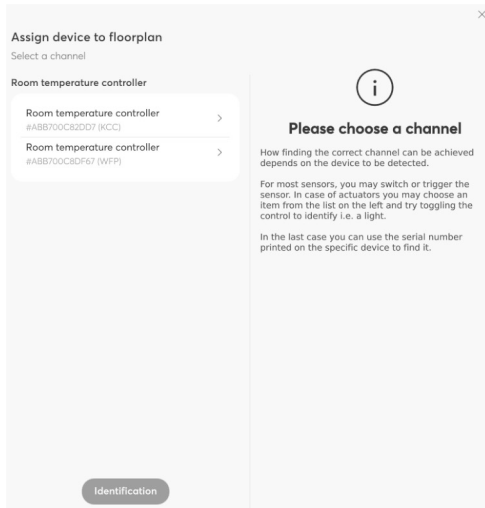 Assign device to floorplan
Select a channel
Room temperature controller
Room temperature controller
#ABB700C82DD7 (KCC)
Room temperature controller
#ABB700C8DF67 (WFP)
Identification
Please choose a channel
How finding the correct channel can be achieved
depends on the device to be detected.
For most sensors, you may switch or trigger the
sensor. In case of actuators you may choose an
item from the list on the left and try toggling the
control to identify i.e. a light.
In the last case you can use the serial number
printed on the specific device to find it.